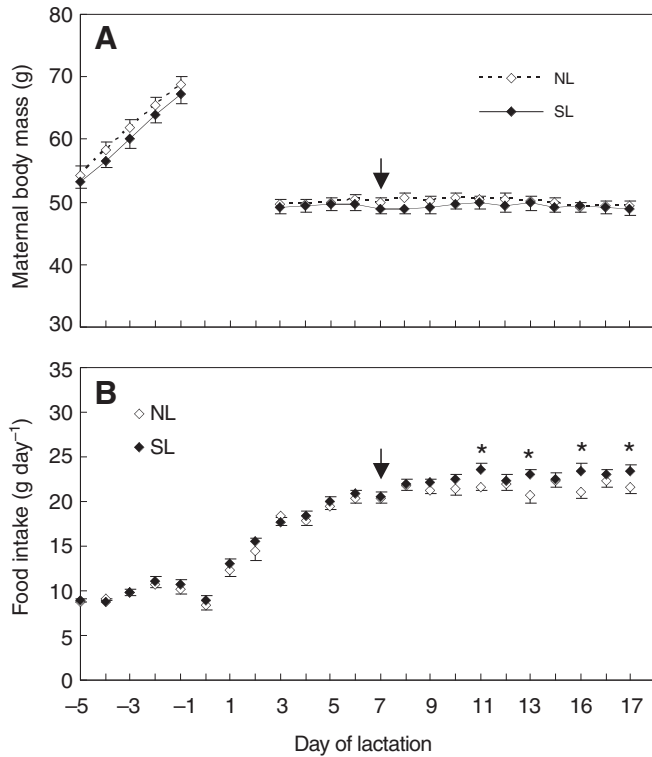 A
80
70
60
50
40
30
Maternal body mass (g)
NL
SL
B
35
30
25
20
15
10
5
0
Food intake (g day–1)
NL
SL
* * * *
–5 –3 –1 1 3 5 7 9 11 13 15 17
Day of lactation